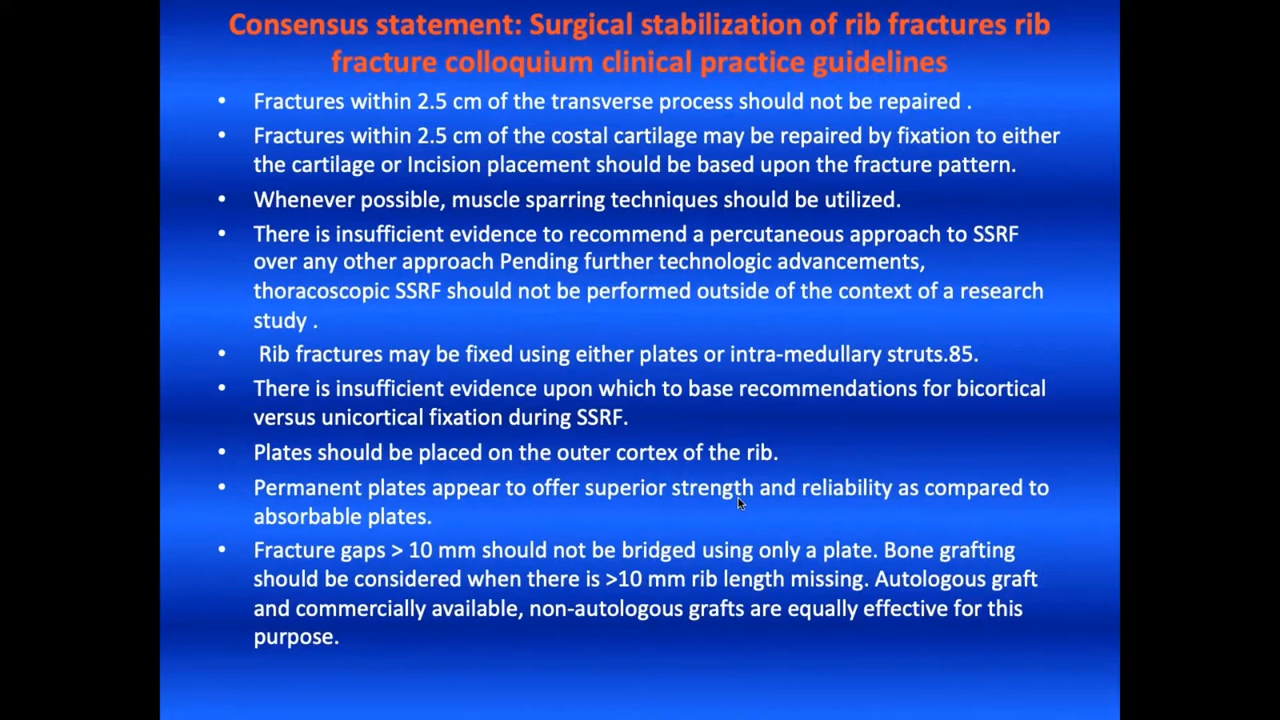 Consensus statement: Surgical stabilization of rib fractures rib
fracture colloquium clinical practice guidelines
• Fractures within 2.5 cm of the transverse process should not be repaired .
• Fractures within 2.5 cm of the costal cartilage may be repaired by fixation to either
the cartilage or Incision placement should be based upon the fracture pattern.
• Whenever possible, muscle sparring techniques should be utilized.
• There is insufficient evidence to recommend a percutaneous approach to SSRF
over any other approach Pending further technologic advancements,
thoracoscopic SSRF should not be performed outside of the context of a research
study .
• Rib fractures may be fixed using either plates or intra-medullary struts.85.
• There is insufficient evidence upon which to base recommendations for bicortical
versus unicortical fixation during SSRF.
• Plates should be placed on the outer cortex of the rib.
• Permanent plates appear to offer superior strength and reliability as compared to
absorbable plates.
• Fracture gaps > 10 mm should not be bridged using only a plate. Bone grafting
should be considered when there is >10 mm rib length missing. Autologous graft
and commercially available, non-autologous grafts are equally effective for this
purpose.